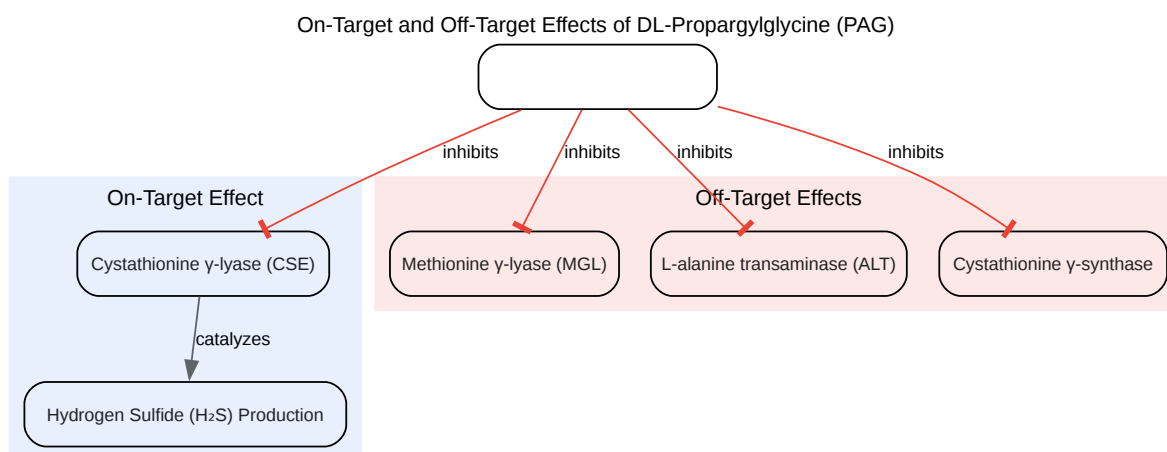 On-Target and Off-Target Effects of DL-Propargylglycine (PAG)
inhibits
inhibits
inhibits
inhibits
On-Target Effect
Off-Target Effects
Cystathionine γ-lyase (CSE)
Methionine γ-lyase (MGL)
L-alanine transaminase (ALT)
Cystathionine γ-synthase
catalyzes
Hydrogen Sulfide (H₂S) Production